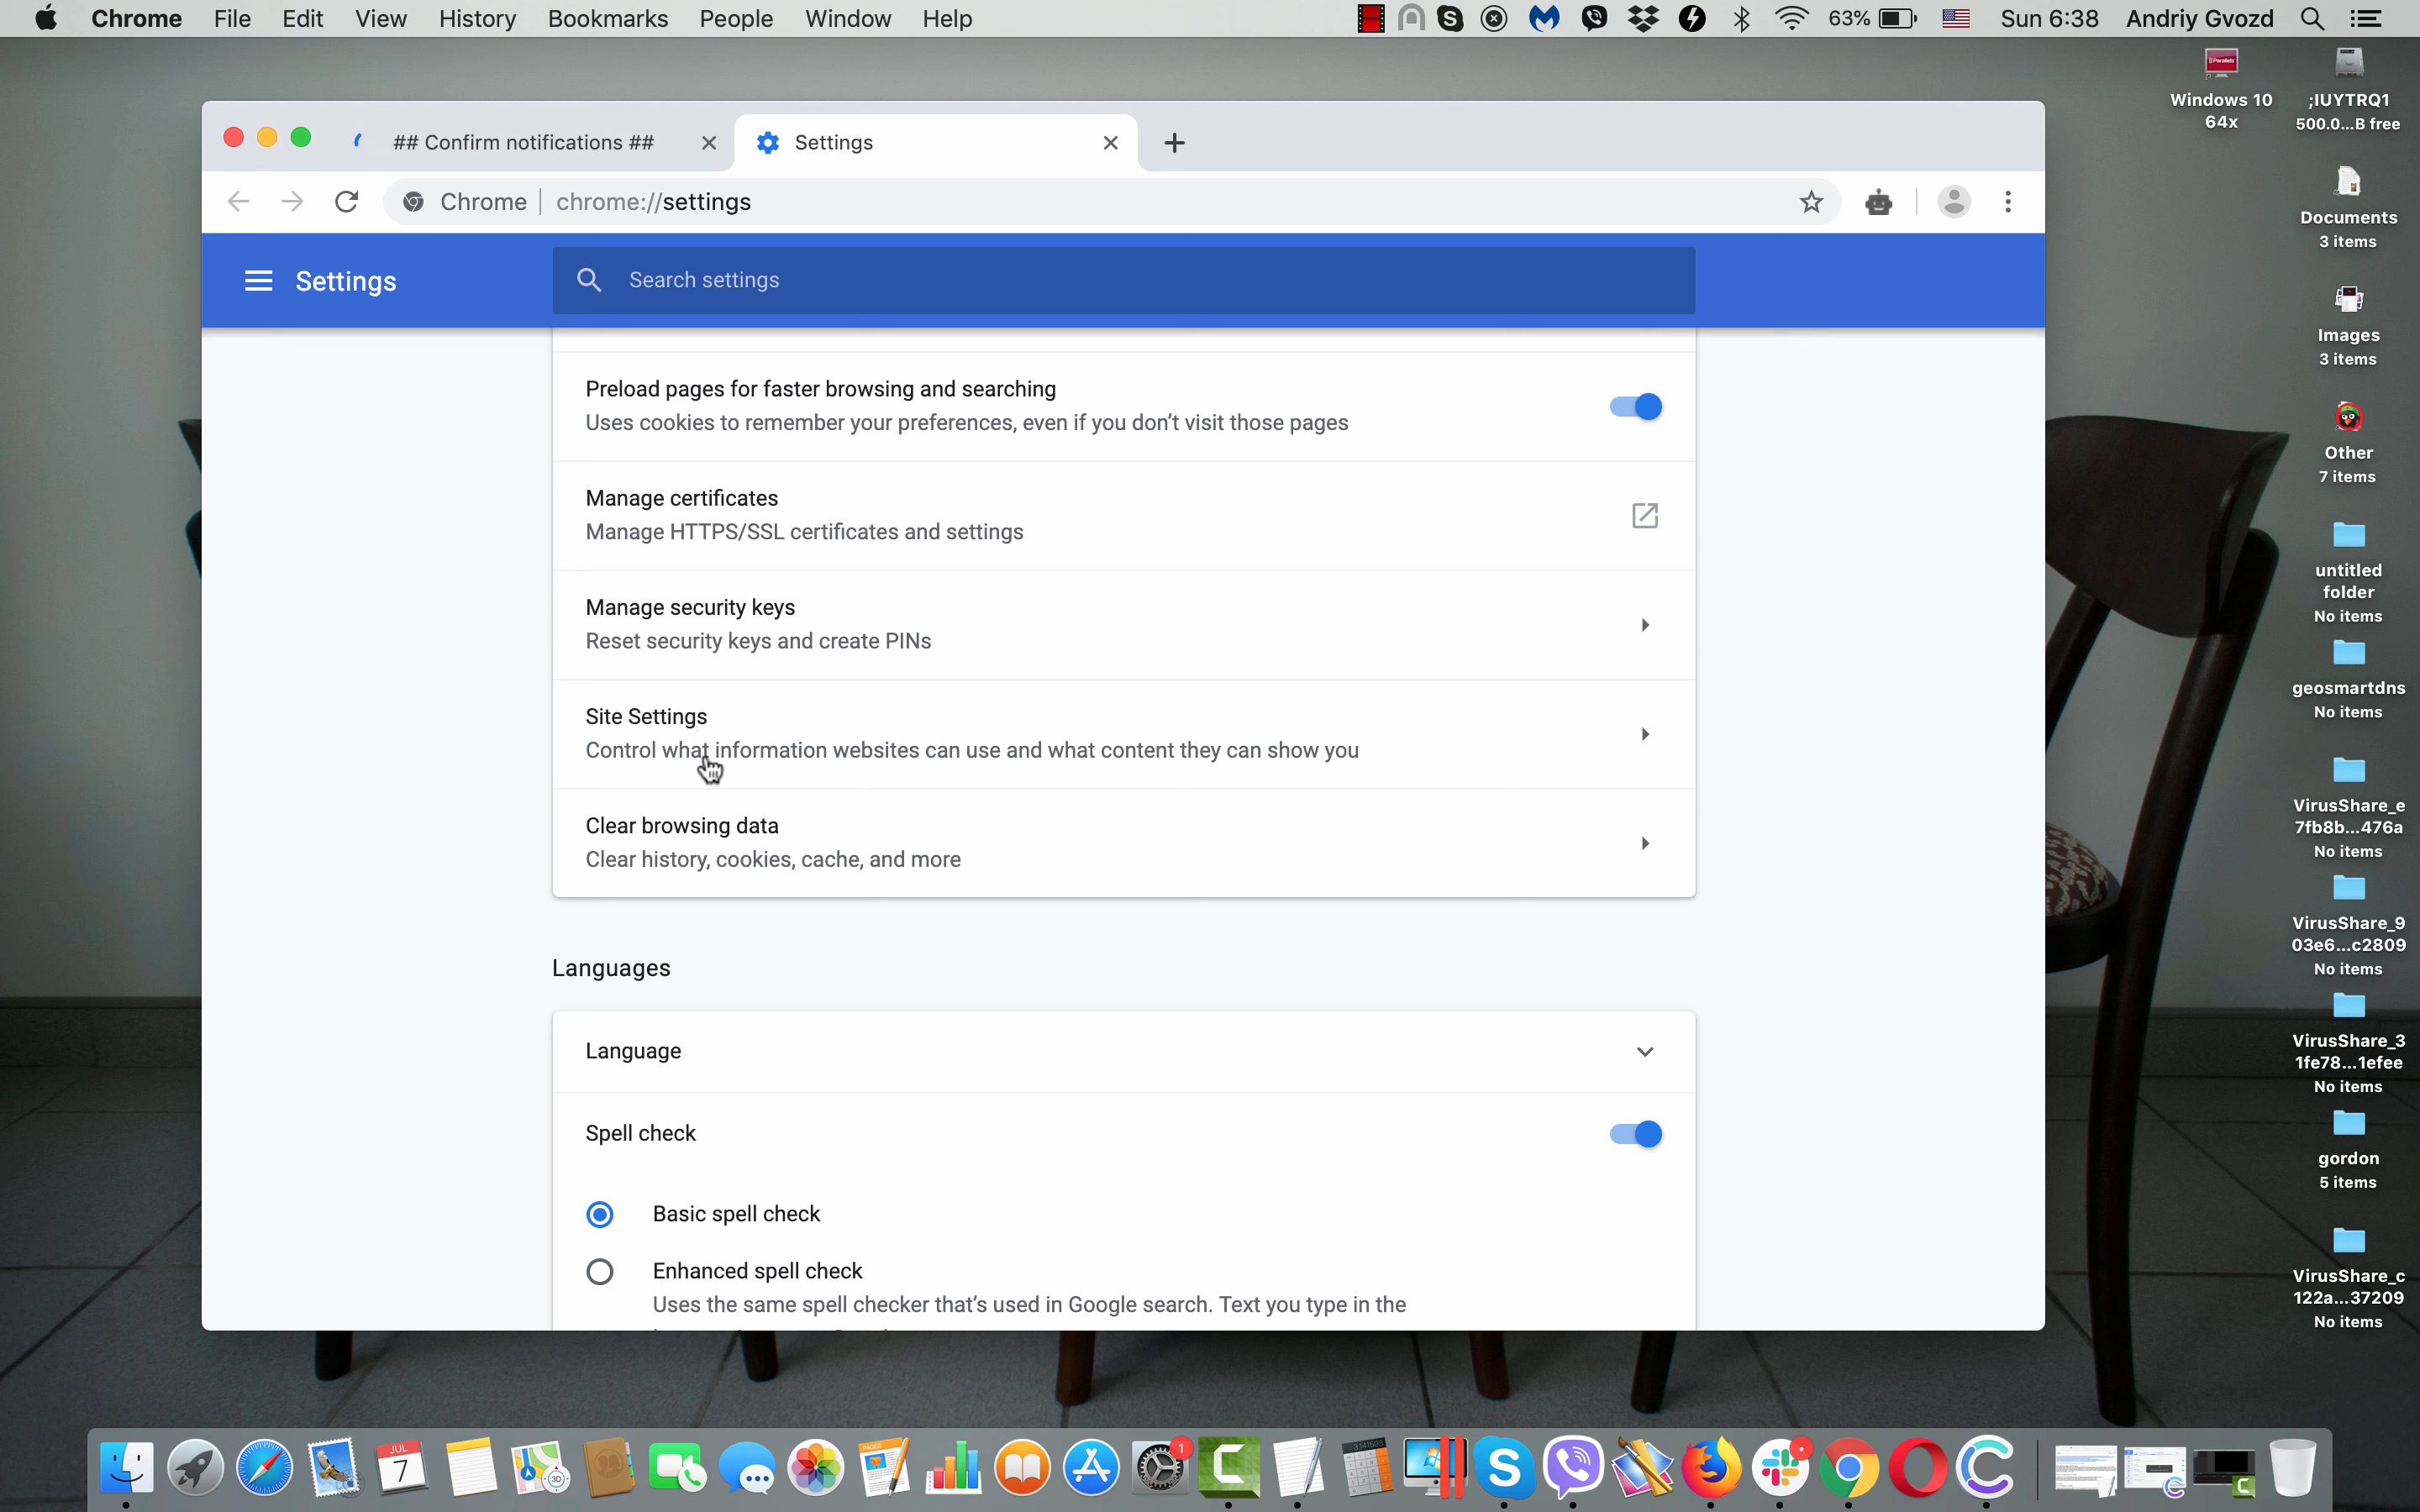 Chrome File Edit View History Bookmarks People Window Help 63% Sun 6:38 Andriy Gvozd
Windows 10
64x
;IUYTRQ1
500.0...B free
Documents
3 items
Images
3 items
Other
7 items
untitled
folder
No items
geosmartdns
No items
VirusShare_e
7fb8b...476a
No items
VirusShare_9
03e6...c2809
No items
VirusShare_3
1fe78...1efee
No items
gordon
5 items
VirusShare_c
122a...37209
No items
## Confirm notifications ## Settings
Chrome chrome://settings
Settings Search settings
Preload pages for faster browsing and searching
Uses cookies to remember your preferences, even if you don't visit those pages
Manage certificates
Manage HTTPS/SSL certificates and settings
Manage security keys
Reset security keys and create PINs
Site Settings
Control what information websites can use and what content they can show you
Clear browsing data
Clear history, cookies, cache, and more
Languages
Language
Spell check
Basic spell check
Enhanced spell check
Uses the same spell checker that's used in Google search. Text you type in the
JUL
7
3D
PAGES
1